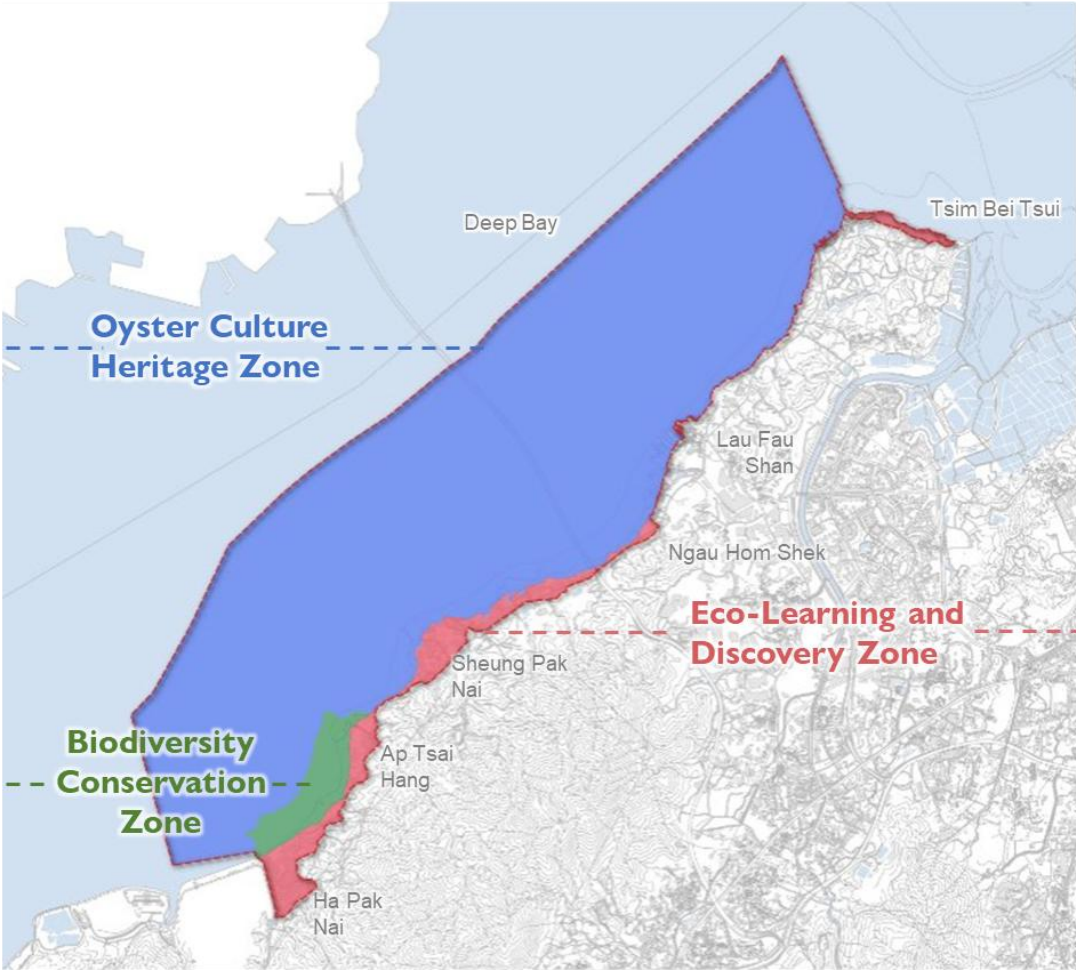 Deep Bay
Tsim Bei Tsui
Oyster Culture
Heritage Zone
Lau Fau
Shan
Ngau Hom Shek
Eco-Learning and
Discovery Zone
Sheung Pak
Nai
Biodiversity
Conservation
Zone
Ap Tsai
Hang
Ha Pak
Nai